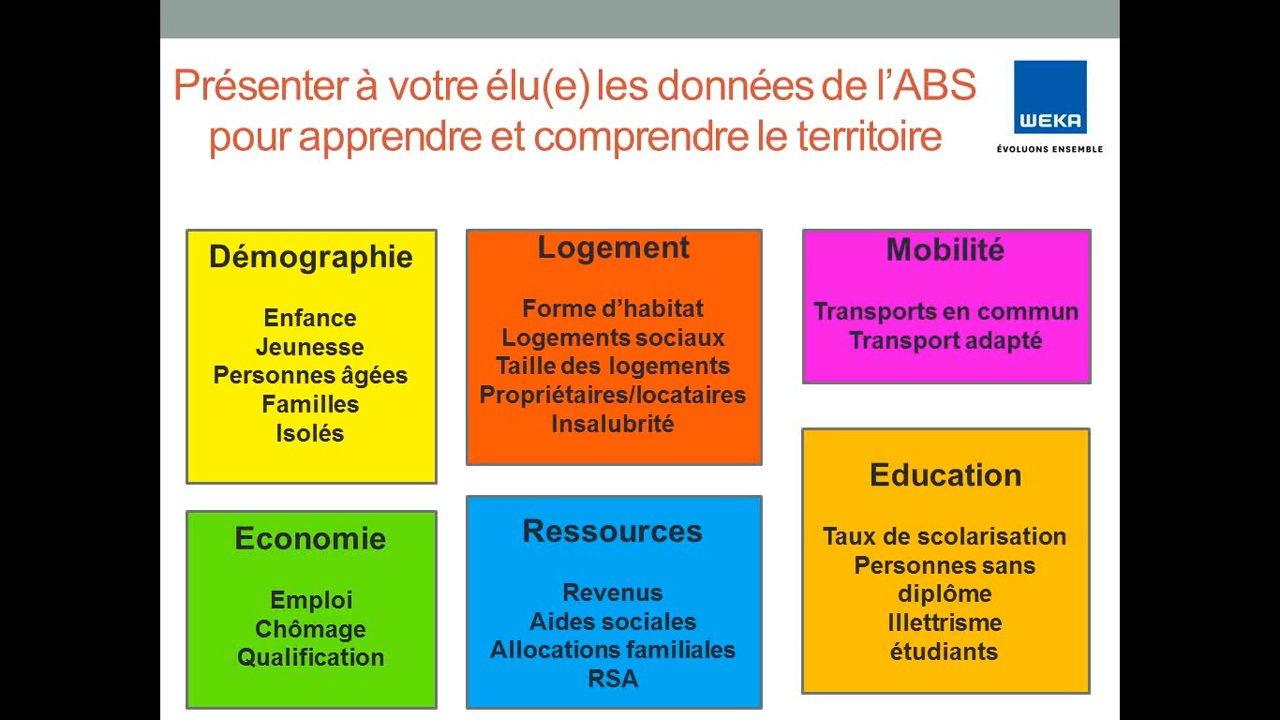 Présenter à votre élu(e) les données de l’ABS
pour apprendre et comprendre le territoire
WEKA
ÉVOLUONS ENSEMBLE
Démographie
Enfance
Jeunesse
Personnes âgées
Familles
Isolés
Logement
Forme d’habitat
Logements sociaux
Taille des logements
Propriétaires/locataires
Insalubrité
Mobilité
Transports en commun
Transport adapté
Economie
Emploi
Chômage
Qualification
Ressources
Revenus
Aides sociales
Allocations familiales
RSA
Education
Taux de scolarisation
Personnes sans
diplôme
Illettrisme
étudiants